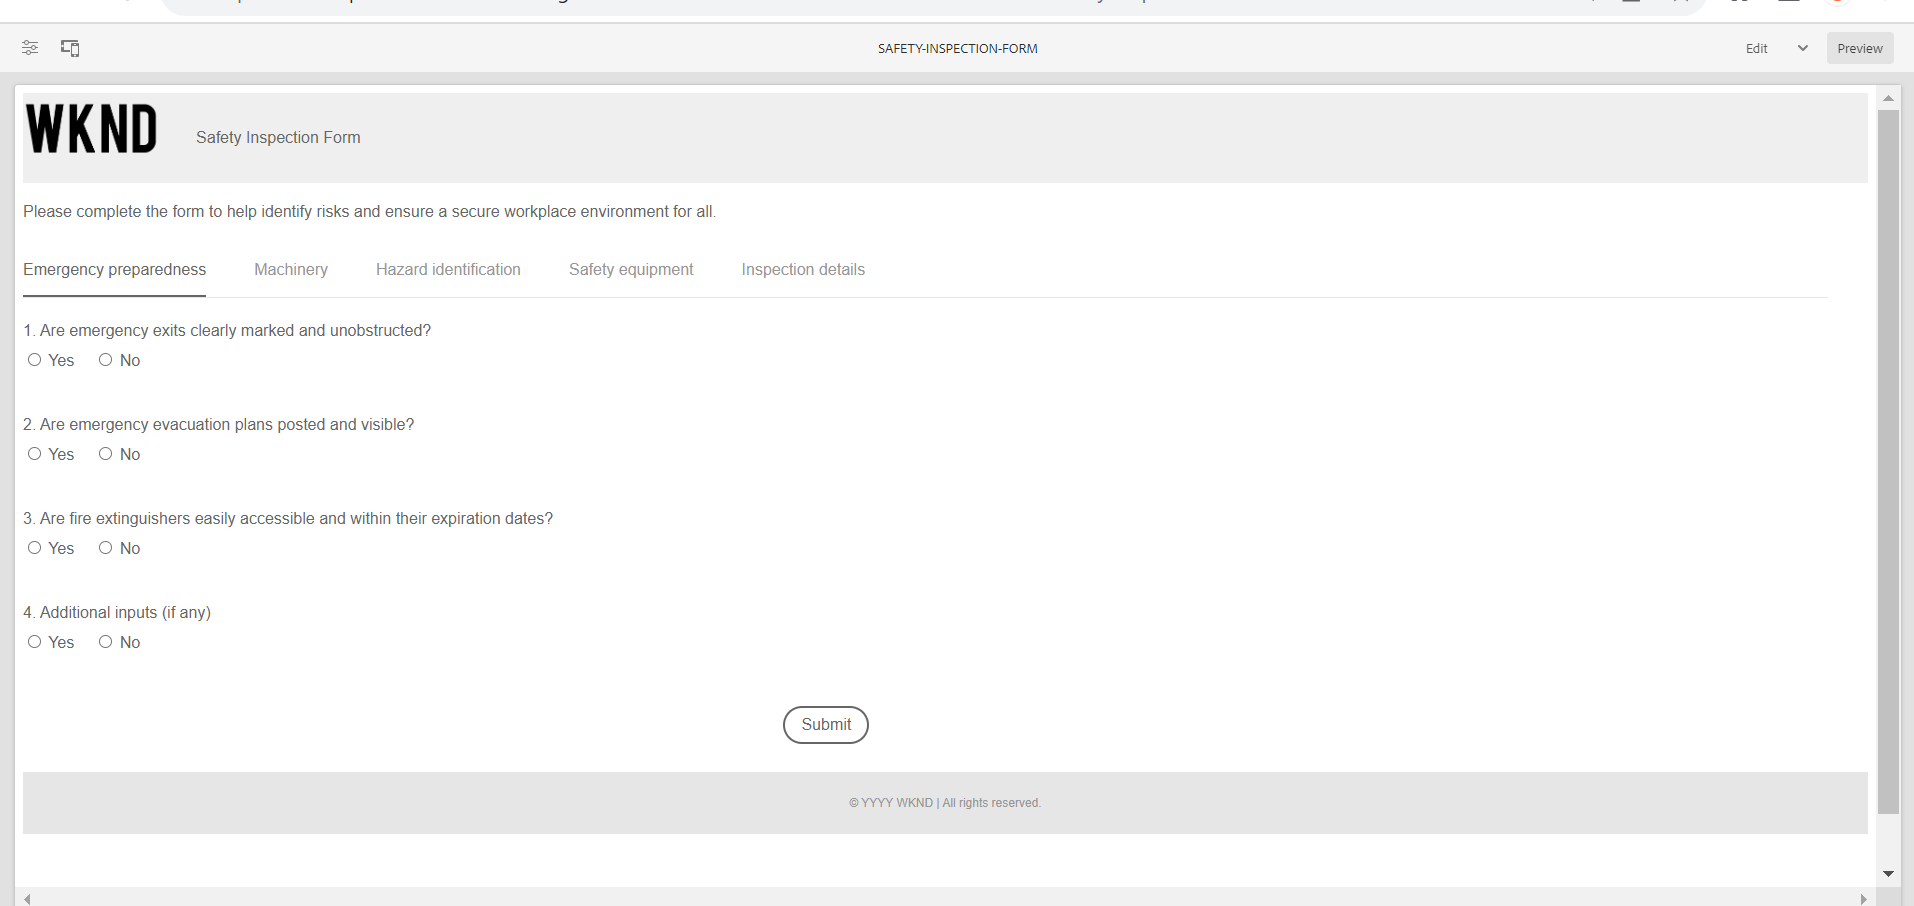 SAFETY-INSPECTION-FORM
Edit
Preview
WKND
Safety Inspection Form
Please complete the form to help identify risks and ensure a secure workplace environment for all.
Emergency preparedness Machinery Hazard identification Safety equipment Inspection details
1. Are emergency exits clearly marked and unobstructed?
Yes No
2. Are emergency evacuation plans posted and visible?
Yes No
3. Are fire extinguishers easily accessible and within their expiration dates?
Yes No
4. Additional inputs (if any)
Yes No
Submit
© YYYY WKND | All rights reserved.